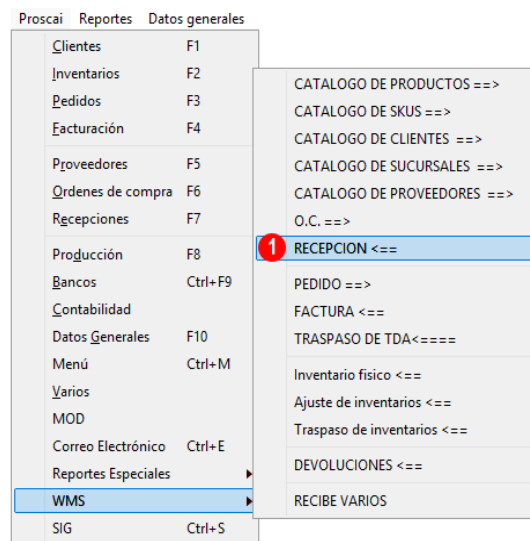 Proscai Reportes Datos generales
Clientes F1
Inventarios F2
Pedidos F3
Facturación F4
Proveedores F5
Ordenes de compra F6
Recepciones F7
Producción F8
Bancos Ctrl+F9
Contabilidad
Datos Generales F10
Menú Ctrl+M
Varios
MOD
Correo Electrónico Ctrl+E
Reportes Especiales
WMS
SIG Ctrl+S
CATALOGO DE PRODUCTOS ==>
CATALOGO DE SKUS ==>
CATALOGO DE CLIENTES ==>
CATALOGO DE SUCURSALES ==>
CATALOGO DE PROVEEDORES ==>
O.C. ==>
1 RECEPCION <==
PEDIDO ==>
FACTURA <==
TRASPASO DE TDA<====
Inventario fisico <==
Ajuste de inventarios <==
Traspaso de inventarios <==
DEVOLUCIONES <==
RECIBE VARIOS